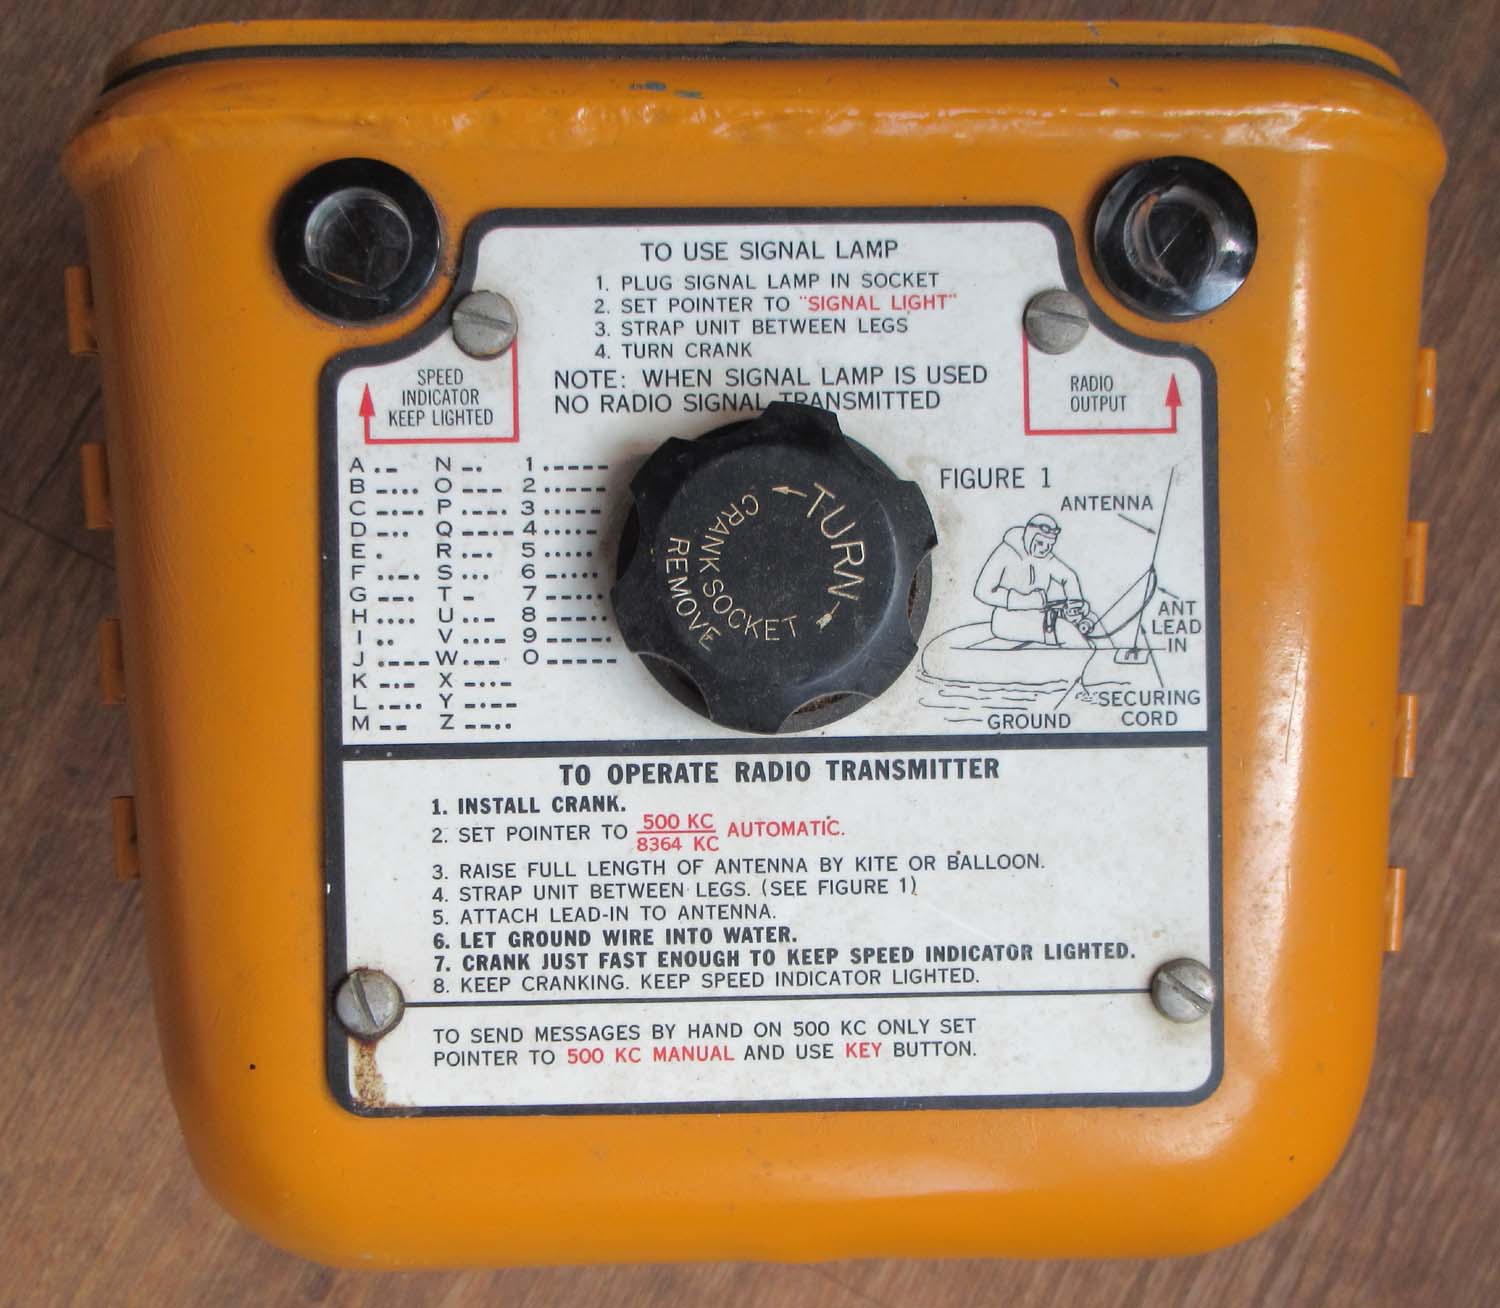 TO USE SIGNAL LAMP
1. PLUG SIGNAL LAMP IN SOCKET
2. SET POINTER TO "SIGNAL LIGHT"
3. STRAP UNIT BETWEEN LEGS
4. TURN CRANK
NOTE: WHEN SIGNAL LAMP IS USED
NO RADIO SIGNAL TRANSMITTED
SPEED
INDICATOR
KEEP LIGHTED
RADIO
OUTPUT
A .- N -. 1 .----
B -... O --- 2 ..---
C -.-. P .--. 3 ...--
D -.. Q --.- 4 ....-
E . R .-. 5 .....
F ..-. S ... 6 -....
G --. T - 7 --...
H .... U ..- 8 ---..
I .. V ...- 9 ----.
J .--- W .-- 0 -----
K -.- X -..-
L .-.. Y -.--
M -- Z --..
TURN
CRANK SOCKET
REMOVE
FIGURE 1
ANTENNA
ANT
LEAD
IN
SECURING
CORD
GROUND
TO OPERATE RADIO TRANSMITTER
1. INSTALL CRANK.
2. SET POINTER TO 500 KC / 8364 KC AUTOMATIC.
3. RAISE FULL LENGTH OF ANTENNA BY KITE OR BALLOON.
4. STRAP UNIT BETWEEN LEGS. (SEE FIGURE 1)
5. ATTACH LEAD-IN TO ANTENNA.
6. LET GROUND WIRE INTO WATER.
7. CRANK JUST FAST ENOUGH TO KEEP SPEED INDICATOR LIGHTED.
8. KEEP CRANKING. KEEP SPEED INDICATOR LIGHTED.
TO SEND MESSAGES BY HAND ON 500 KC ONLY SET
POINTER TO 500 KC MANUAL AND USE KEY BUTTON.